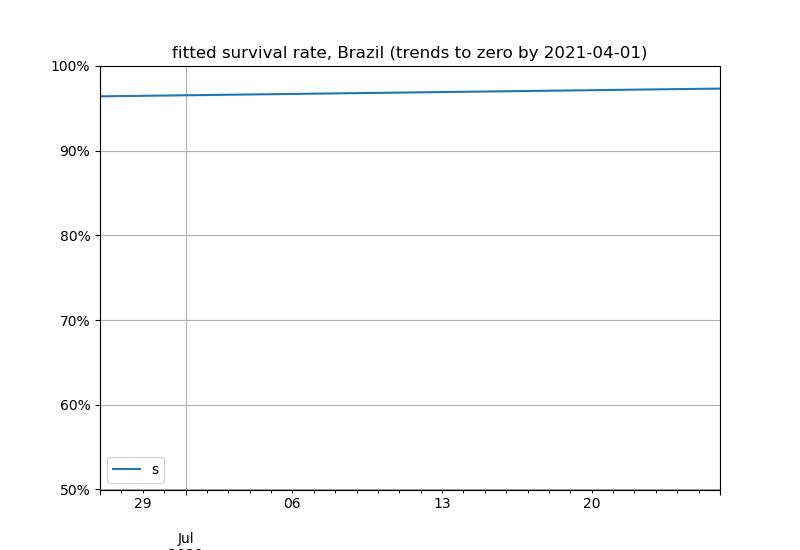 fitted survival rate, Brazil (trends to zero by 2021-04-01)
100%
90%
80%
70%
60%
50%
s
29 06 13 20
Jul